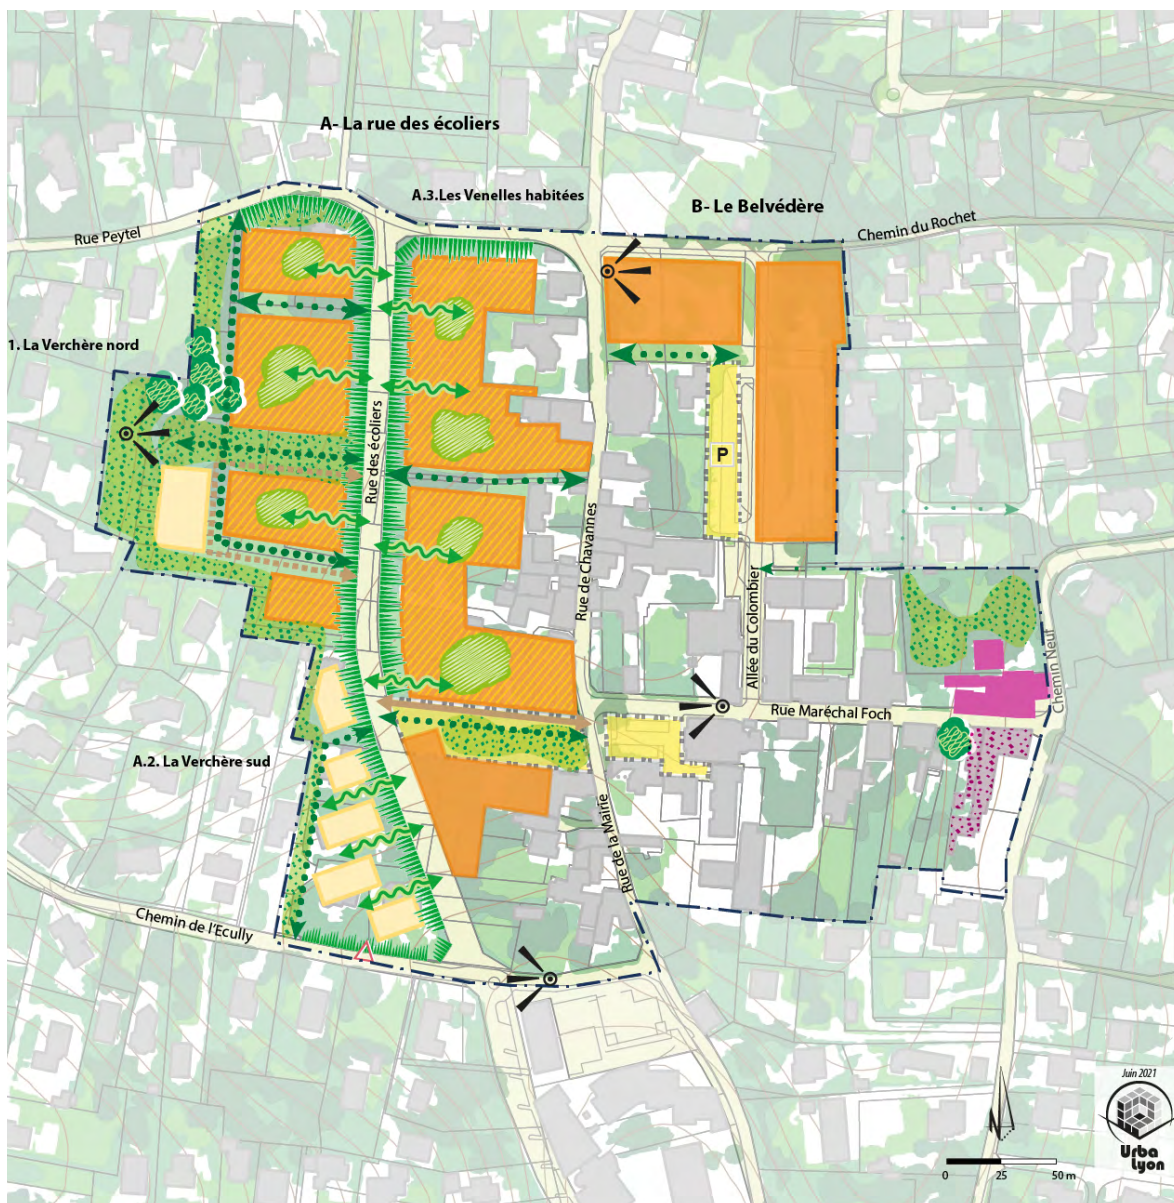 A- La rue des écoliers
A.3.Les Venelles habitées
B- Le Belvédère
Chemin du Rochet
Rue Peytel
1. La Verchère nord
Rue des écoliers
P
Rue de Chavannes
Allée du Colombier
Chemin Neuf
Rue Maréchal Foch
A.2. La Verchère sud
Rue de la Mairie
Chemin de l'Ecully
Juin 2021
N
Urba
Lyon
0 25 50 m